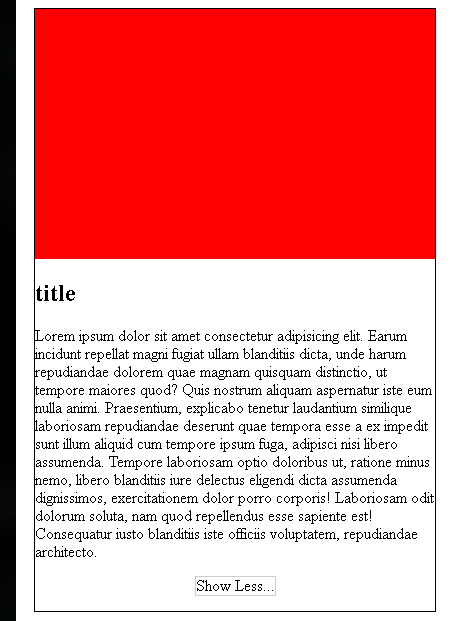 title
Lorem ipsum dolor sit amet consectetur adipisicing elit. Earum
incidunt repellat magni fugiat ullam blanditiis dicta, unde harum
repudiandae dolorem quae magnam quisquam distinctio, ut
tempore maiores quod? Quis nostrum aliquam aspernatur iste eum
nulla animi. Praesentium, explicabo tenetur laudantium similique
laboriosam repudiandae deserunt quae tempora esse a ex impedit
sunt illum aliquid cum tempore ipsum fuga, adipisci nisi libero
assumenda. Tempore laboriosam optio doloribus ut, ratione minus
nemo, libero blanditiis iure delectus eligendi dicta assumenda
dignissimos, exercitationem dolor porro corporis! Laboriosam odit
dolorum soluta, nam quod repellendus esse sapiente est!
Consequatur iusto blanditiis iste officiis voluptatem, repudiandae
architecto.
Show Less...